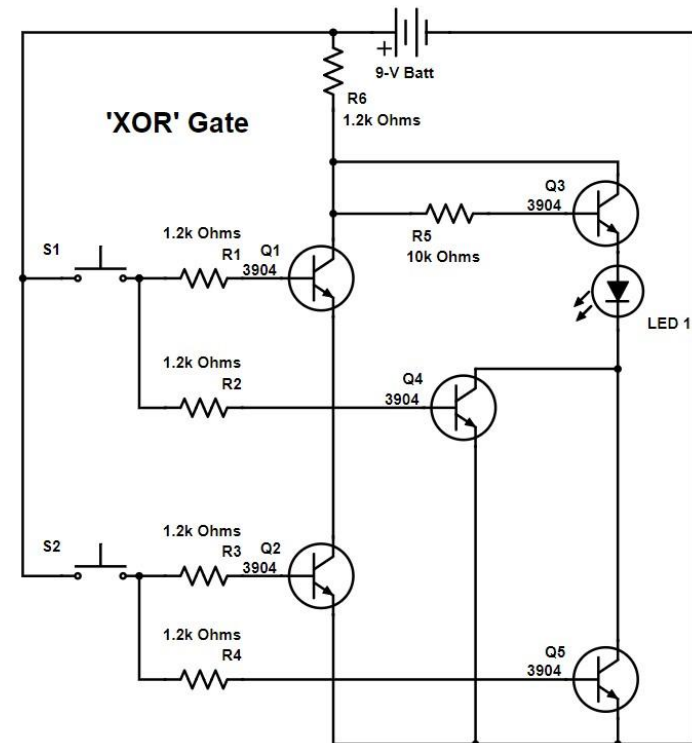 +
9-V Batt
R6
1.2k Ohms
'XOR' Gate
Q3
3904
1.2k Ohms
S1
R1
Q1
3904
R5
10k Ohms
LED 1
1.2k Ohms
R2
Q4
3904
1.2k Ohms
S2
R3
Q2
3904
1.2k Ohms
R4
Q5
3904